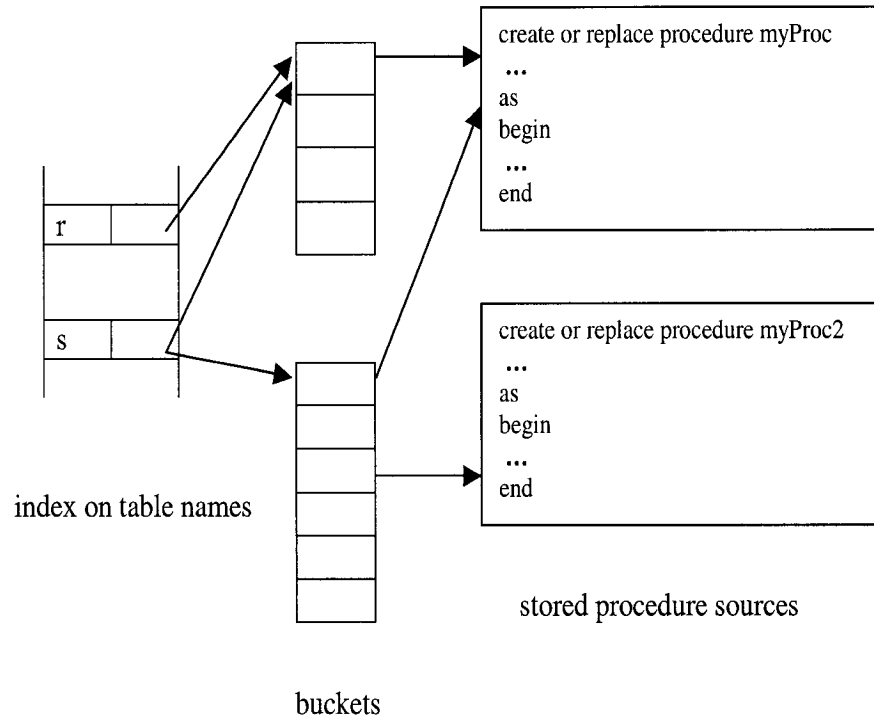 create or replace procedure myProc
...
as
begin
...
end
r
s
create or replace procedure myProc2
...
as
begin
...
end
index on table names
stored procedure sources
buckets